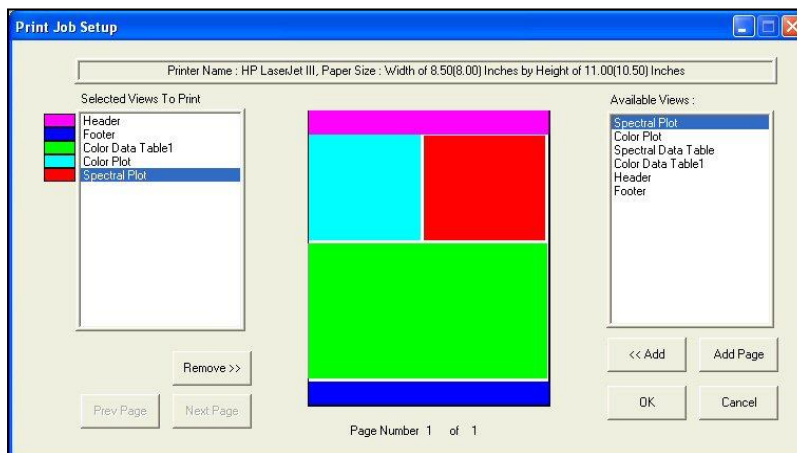 Print Job Setup
Printer Name : HP LaserJet III, Paper Size : Width of 8.50(8.00) Inches by Height of 11.00(10.50) Inches
Selected Views To Print
Header
Footer
Color Data Table1
Color Plot
Spectral Plot
Available Views :
Spectral Plot
Color Plot
Spectral Data Table
Color Data Table1
Header
Footer
Remove >>
<< Add
Add Page
Prev Page
Next Page
OK
Cancel
Page Number 1 of 1